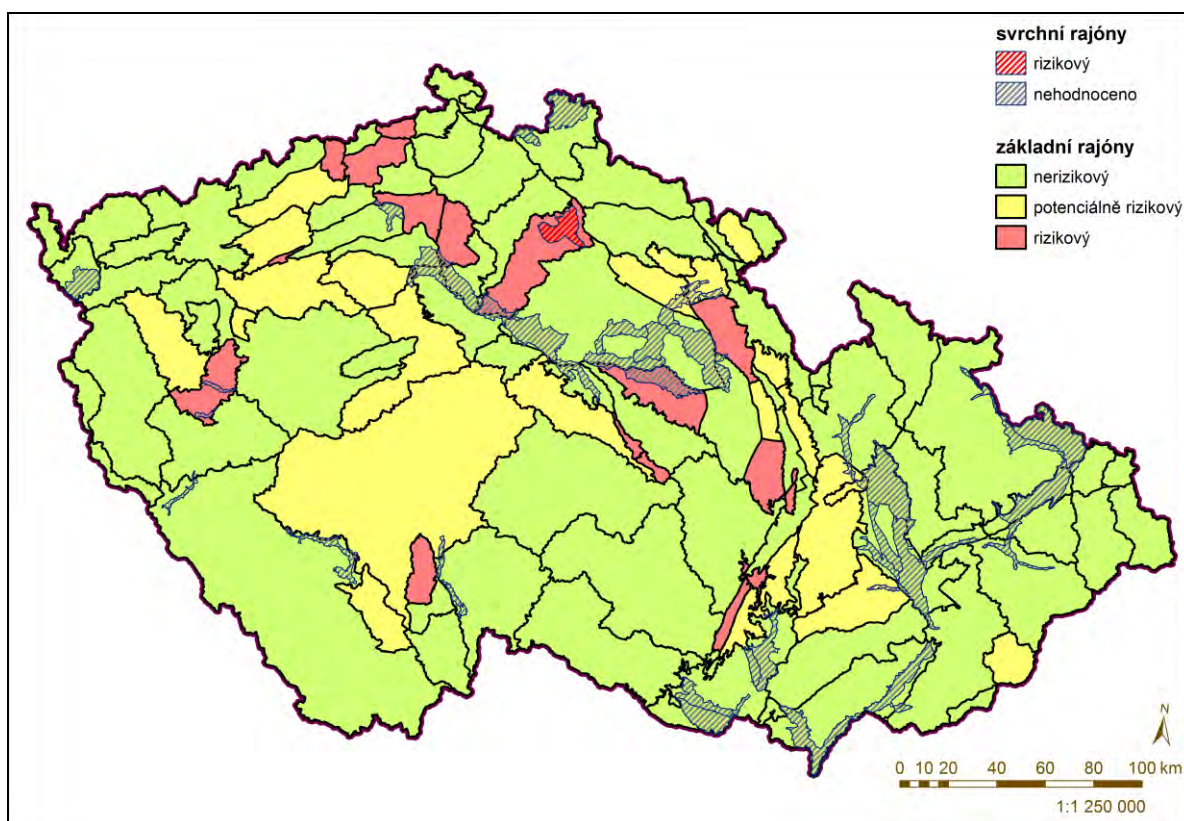 svrchní rajóny
rizikový
nehodnoceno
základní rajóny
nerizikový
potenciálně rizikový
rizikový
N
0 10 20 40 60 80 100 km
1:1 250 000